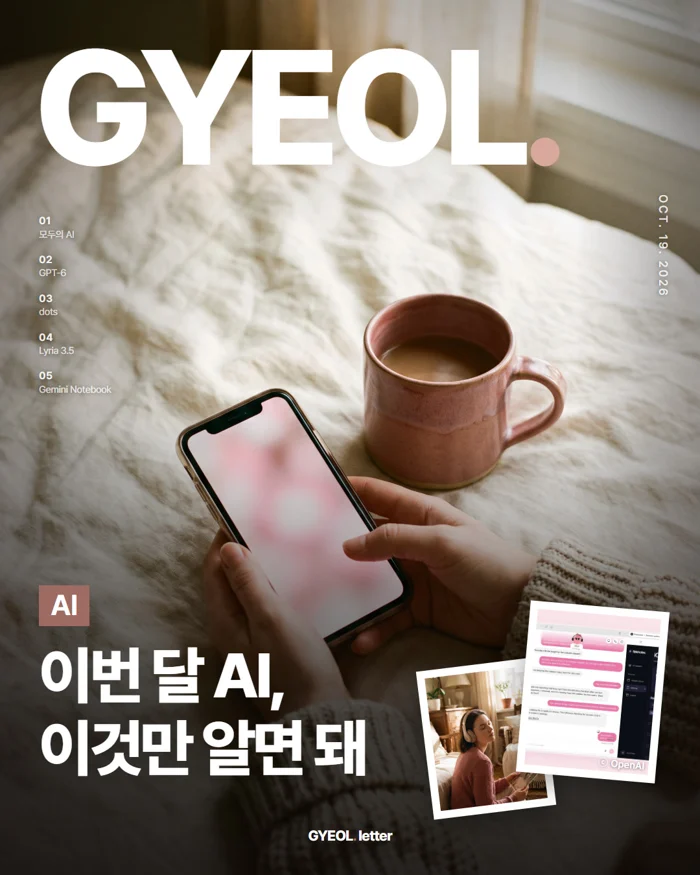 GYEOL.
OCT. 19. 2026
01
모두의 AI
02
GPT-6
03
dots
04
Lyria 3.5
05
Gemini Notebook
AI
이번 달 AI,
이것만 알면 돼
OpenAI
GYEOL. letter